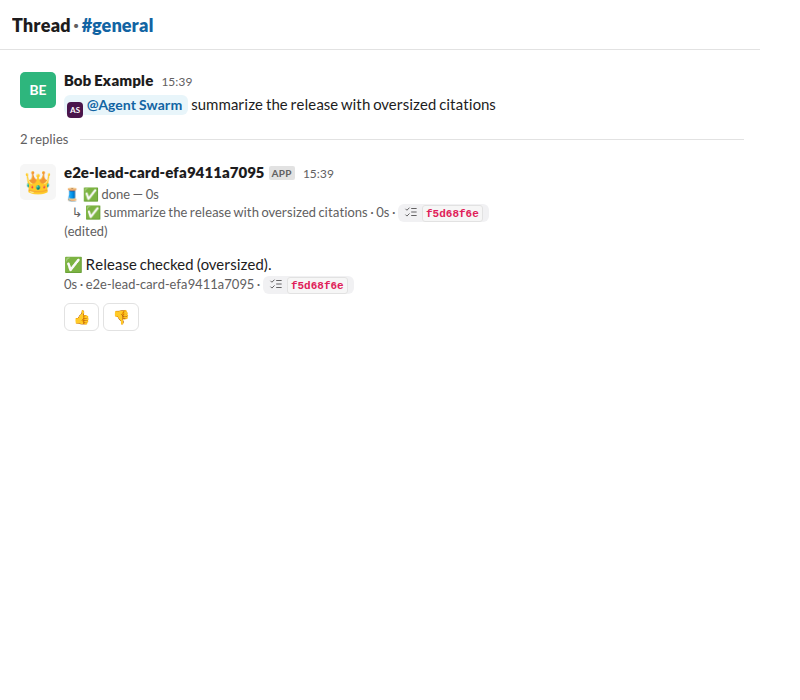 Thread • #general
BE
Bob Example 15:39
AS @Agent Swarm summarize the release with oversized citations
2 replies
e2e-lead-card-efa9411a7095 APP 15:39
🧵 ✅ done — 0s
↳ ✅ summarize the release with oversized citations · 0s · f5d68f6e
(edited)
✅ Release checked (oversized).
0s · e2e-lead-card-efa9411a7095 · f5d68f6e
👍 👎